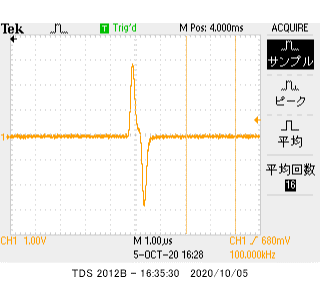 Tek
T Trig'd
M Pos: 4.000ms
ACQUIRE
サンプル
ピーク
平均
平均回数
16
1
CH1 1.00V
M 1.00µs
CH1 ∕ 680mV
5-OCT-20 16:28
100.000kHz
TDS 2012B - 16:35:30 2020/10/05